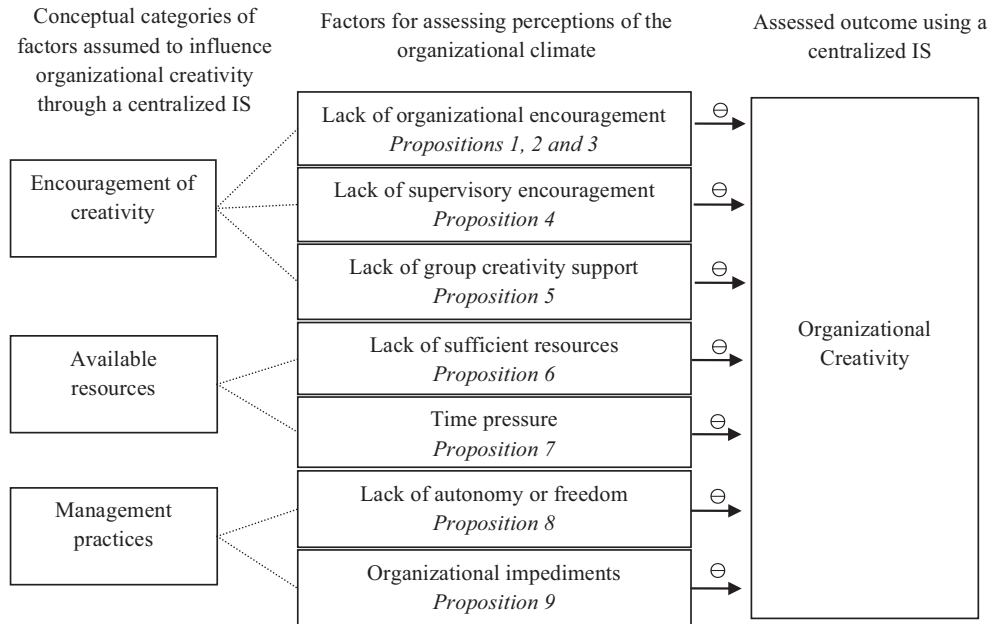 Conceptual categories of
factors assumed to influence
organizational creativity
through a centralized IS
Factors for assessing perceptions of the
organizational climate
Assessed outcome using a
centralized IS
Encouragement of
creativity
Lack of organizational encouragement
Propositions 1, 2 and 3
⊖
Lack of supervisory encouragement
Proposition 4
⊖
Lack of group creativity support
Proposition 5
⊖
Available
resources
Lack of sufficient resources
Proposition 6
⊖
Time pressure
Proposition 7
⊖
Management
practices
Lack of autonomy or freedom
Proposition 8
⊖
Organizational impediments
Proposition 9
⊖
Organizational
Creativity